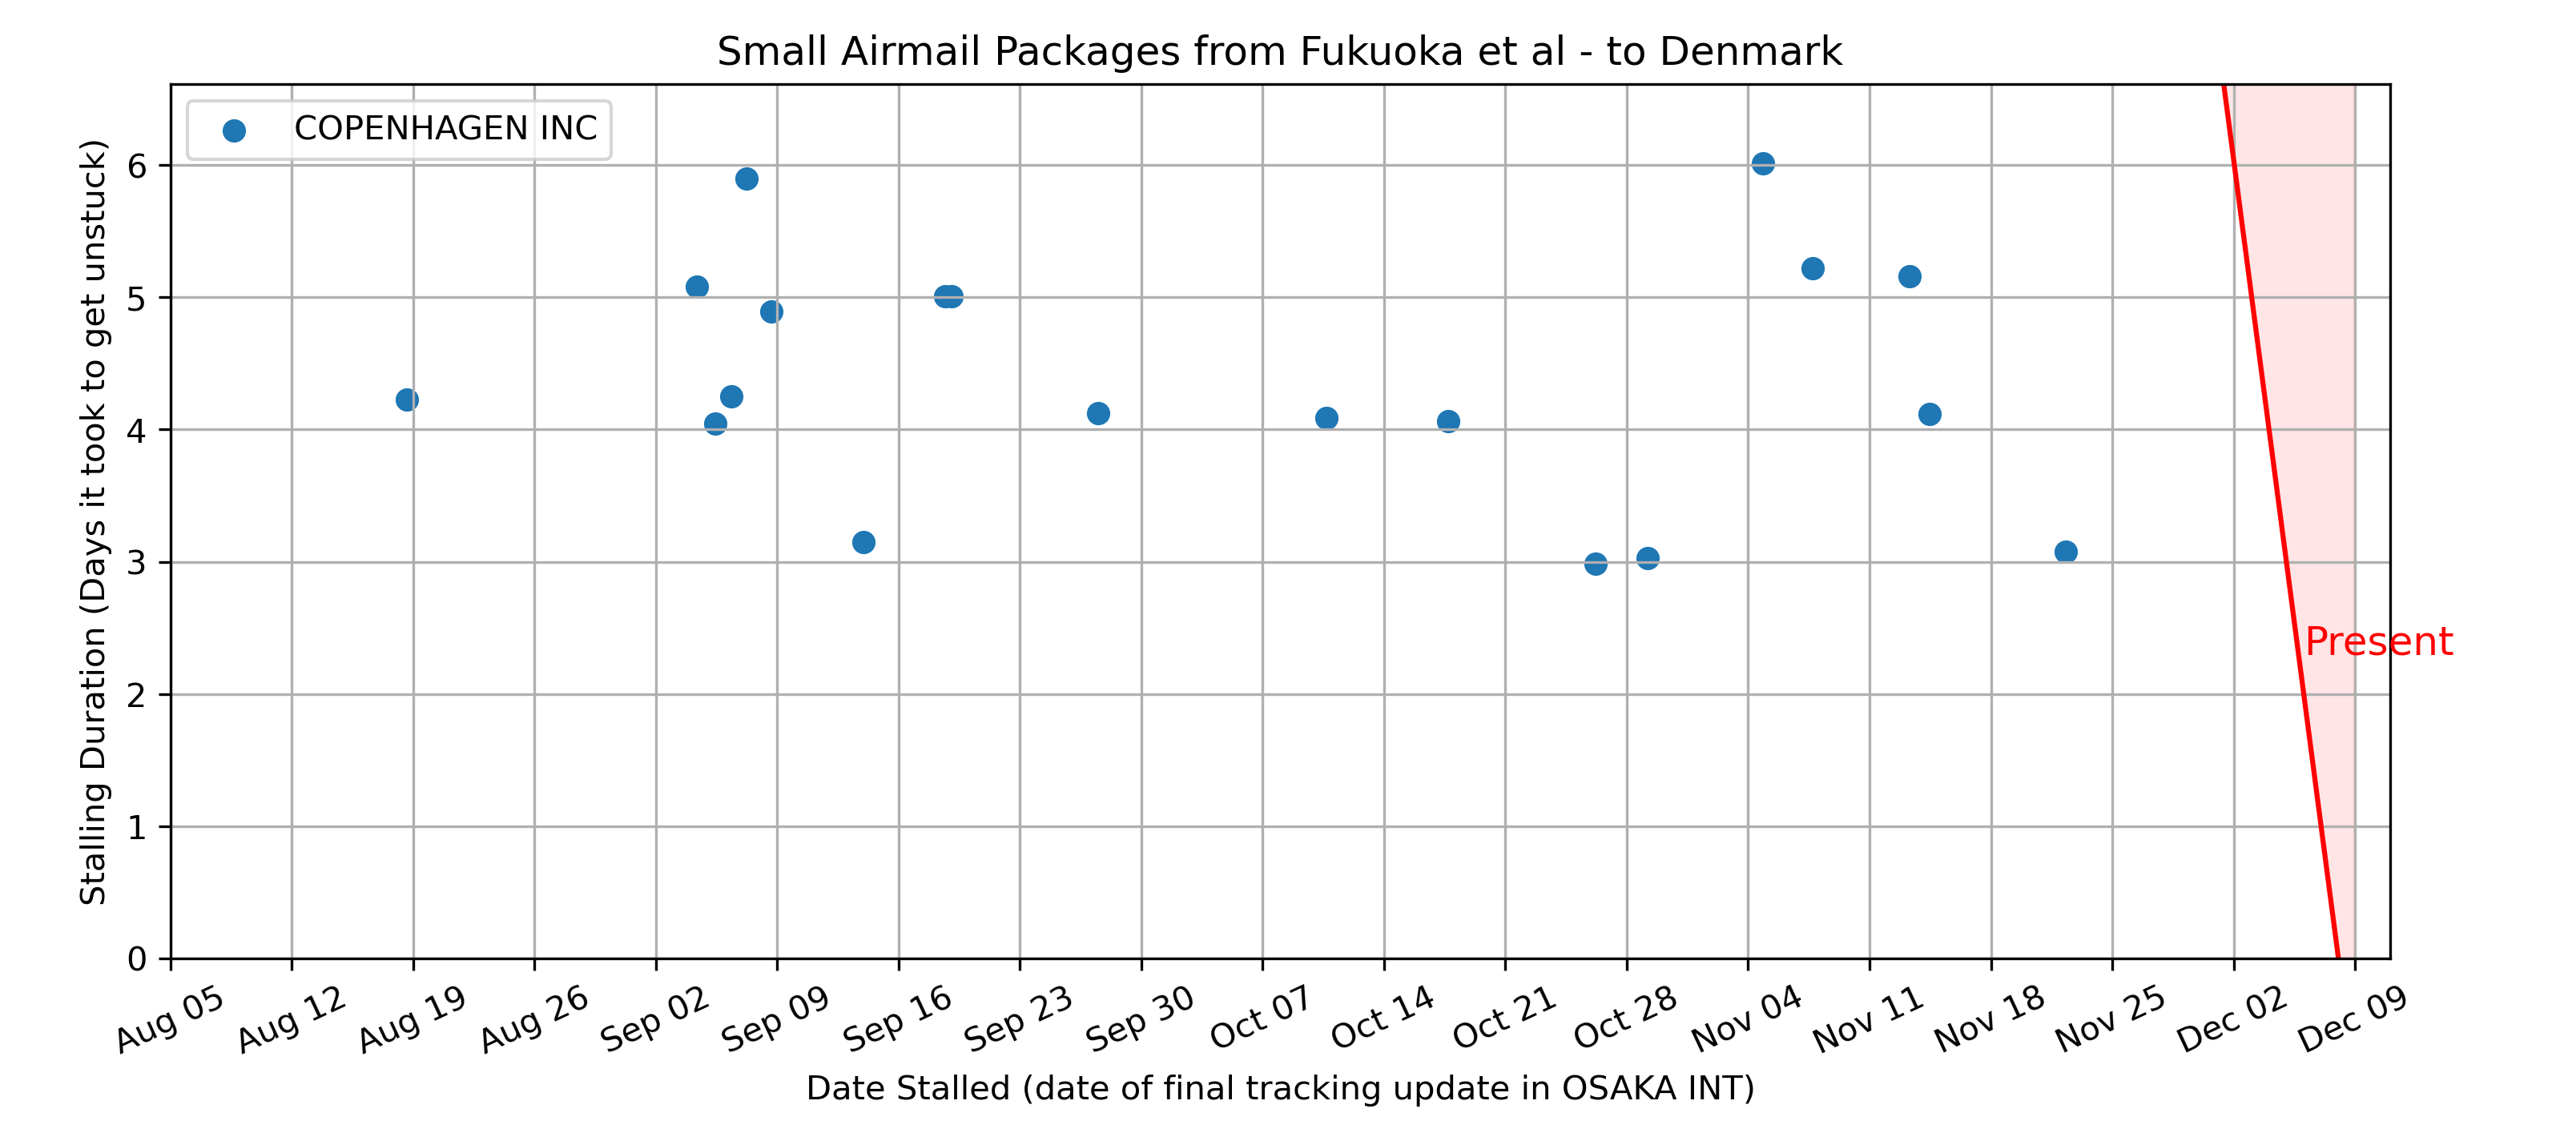 Small Airmail Packages from Fukuoka et al - to Denmark
COPENHAGEN INC
Stalling Duration (Days it took to get unstuck)
6
5
4
3
2
1
0
Present
Aug 05
Aug 12
Aug 19
Aug 26
Sep 02
Sep 09
Sep 16
Sep 23
Sep 30
Oct 07
Oct 14
Oct 21
Oct 28
Nov 04
Nov 11
Nov 18
Nov 25
Dec 02
Dec 09
Date Stalled (date of final tracking update in OSAKA INT)